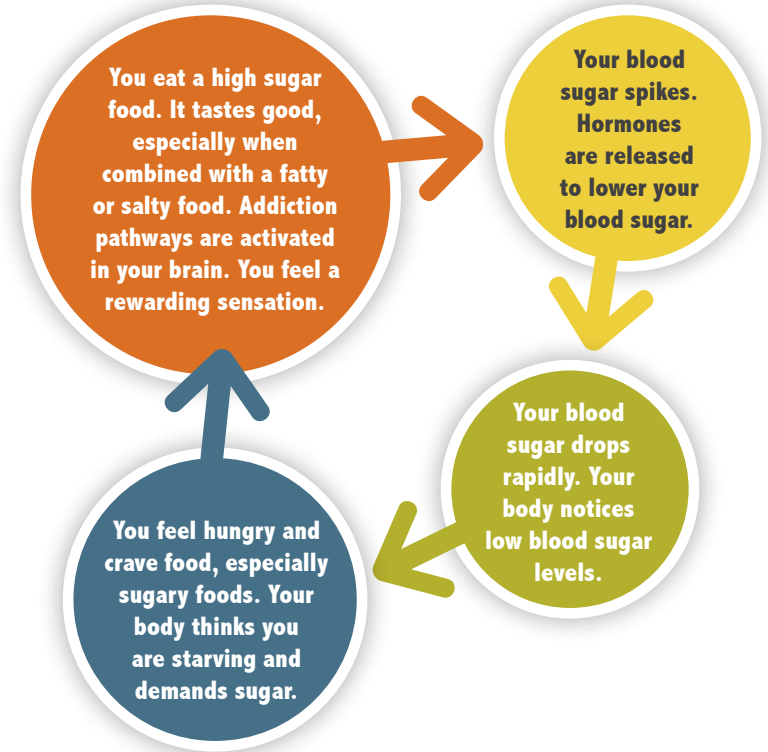 You eat a high sugar
food. It tastes good,
especially when
combined with a fatty
or salty food. Addiction
pathways are activated
in your brain. You feel a
rewarding sensation.
Your blood
sugar spikes.
Hormones
are released
to lower your
blood sugar.
Your blood
sugar drops
rapidly. Your
body notices
low blood sugar
levels.
You feel hungry and
crave food, especially
sugary foods. Your
body thinks you
are starving and
demands sugar.